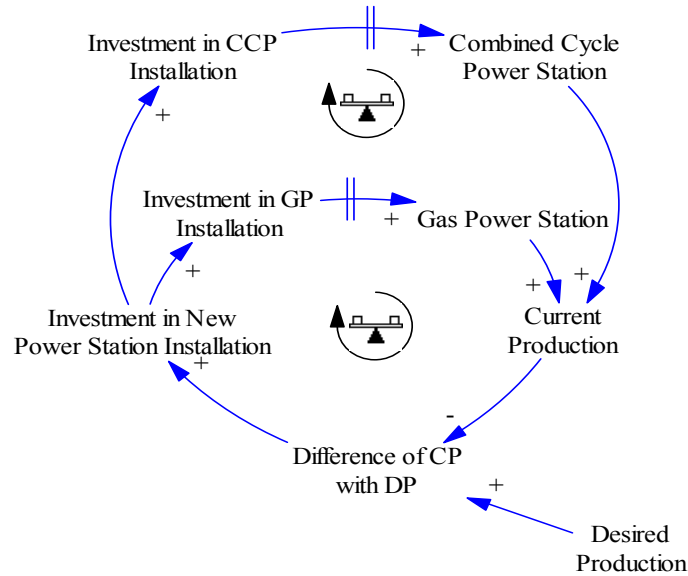 Investment in CCP
Installation
+
Combined Cycle
Power Station
+
Investment in GP
Installation
+
Gas Power Station
+
+
+
Investment in New
Power Station Installation
+
Current
Production
-
Difference of CP
with DP
+
Desired
Production